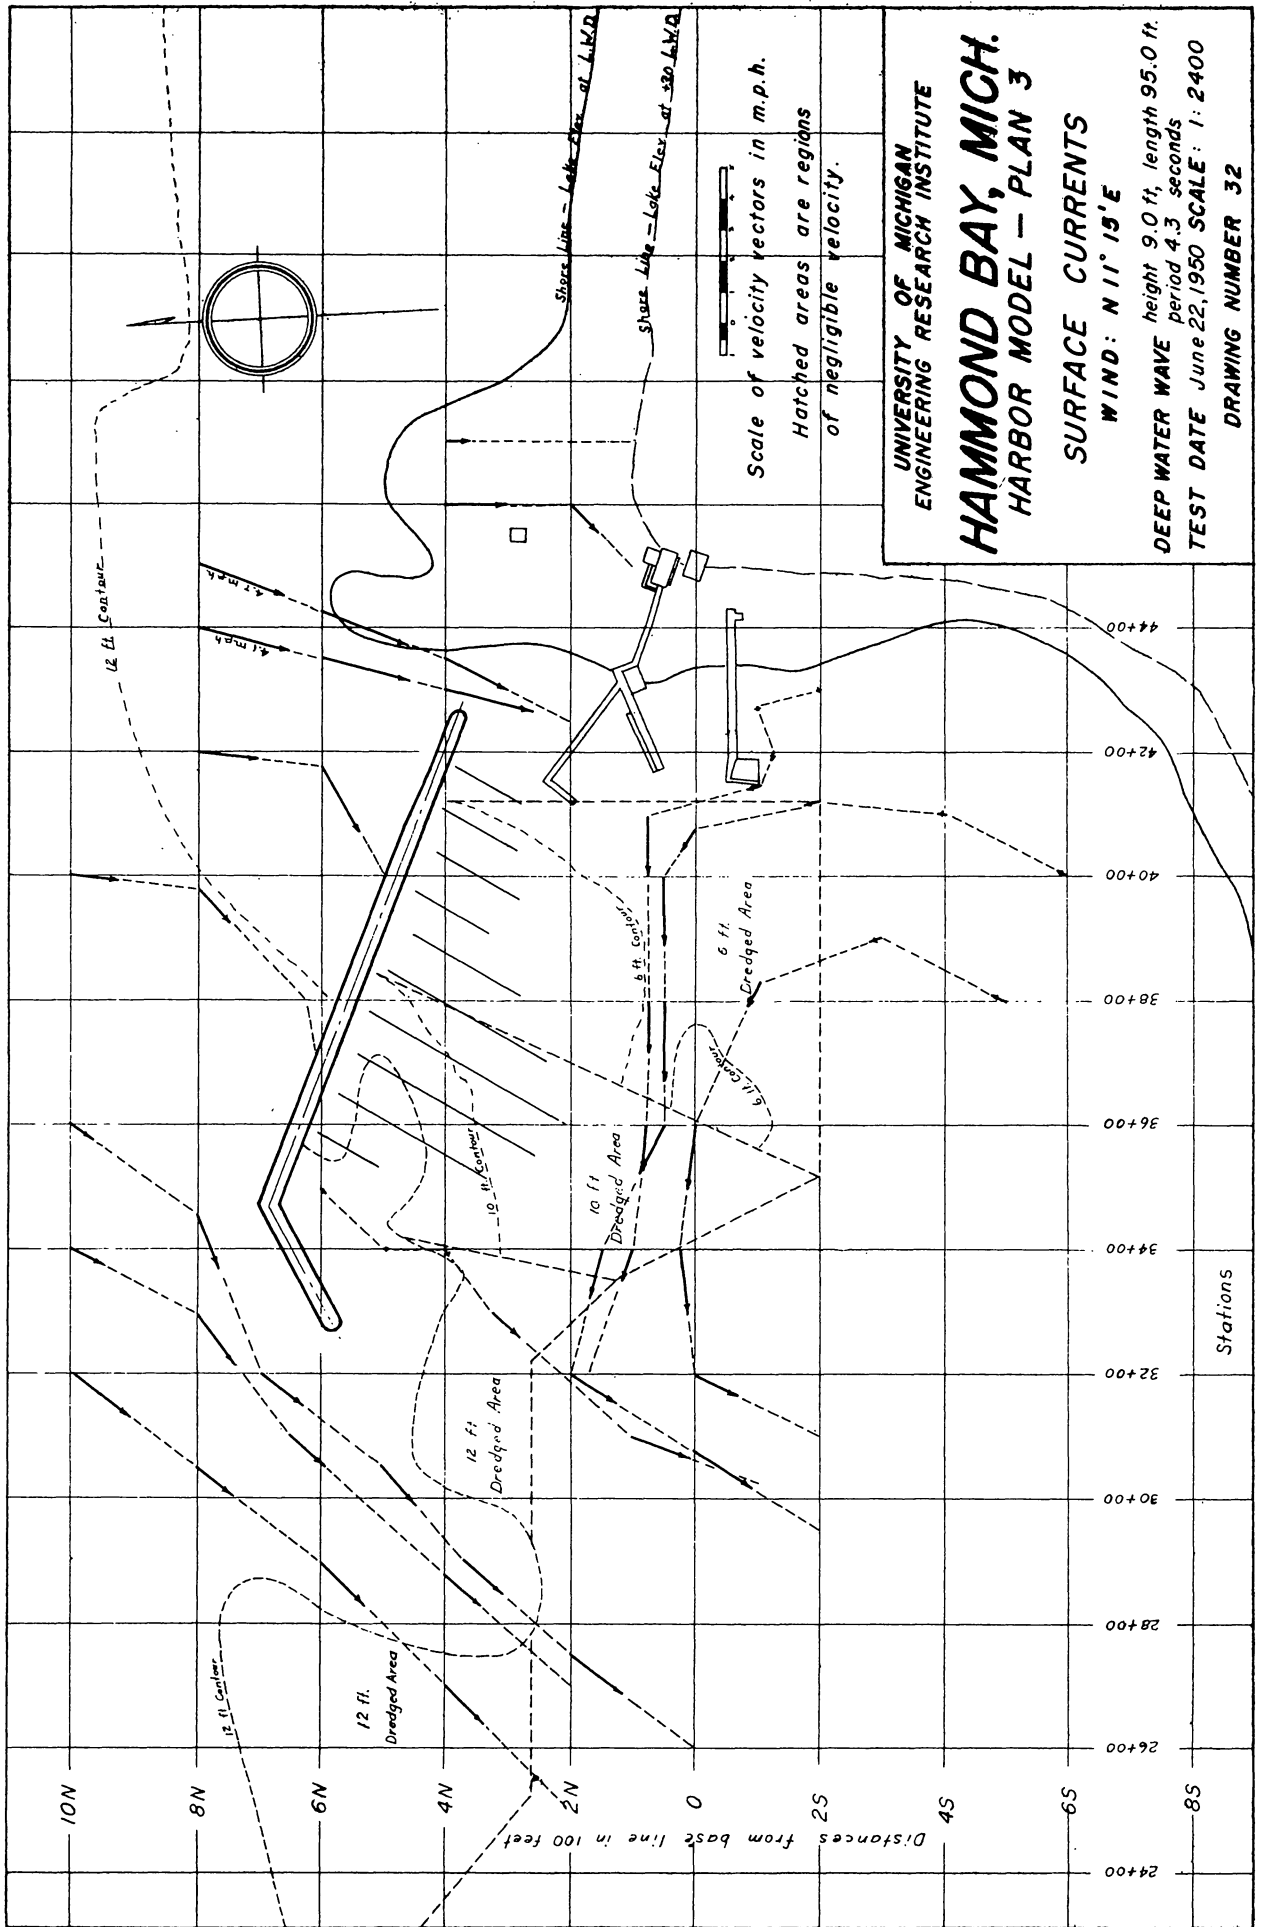 UNIVERSITY OF MICHIGAN
ENGINEERING RESEARCH INSTITUTE
HAMMOND BAY, MICH.
HARBOR MODEL — PLAN 3
SURFACE CURRENTS
WIND: N 11° 15' E
DEEP WATER WAVE height 9.0 ft, length 95.0 ft.
period 4.3 seconds
TEST DATE June 22, 1950 SCALE: 1: 2400
DRAWING NUMBER 32
Scale of velocity vectors in m.p.h.
Hatched areas are regions
of negligible velocity.
Shore Line - Lake Elev. at L.W.D.
Shore Line - Lake Elev. at +3.0 L.W.D.
12 ft Contour
4.1 mph
6 ft. Contour
6 ft.
Dredged Area
6 ft. Contour
10 ft. Contour
10 ft
Dredged Area
12 ft
Dredged Area
12 ft Contour
12 ft.
Dredged Area
10N
8N
6N
4N
2N
0
2S
4S
6S
8S
Distances from base line in 100 feet
24+00
26+00
28+00
30+00
32+00
34+00
36+00
38+00
40+00
42+00
44+00
Stations